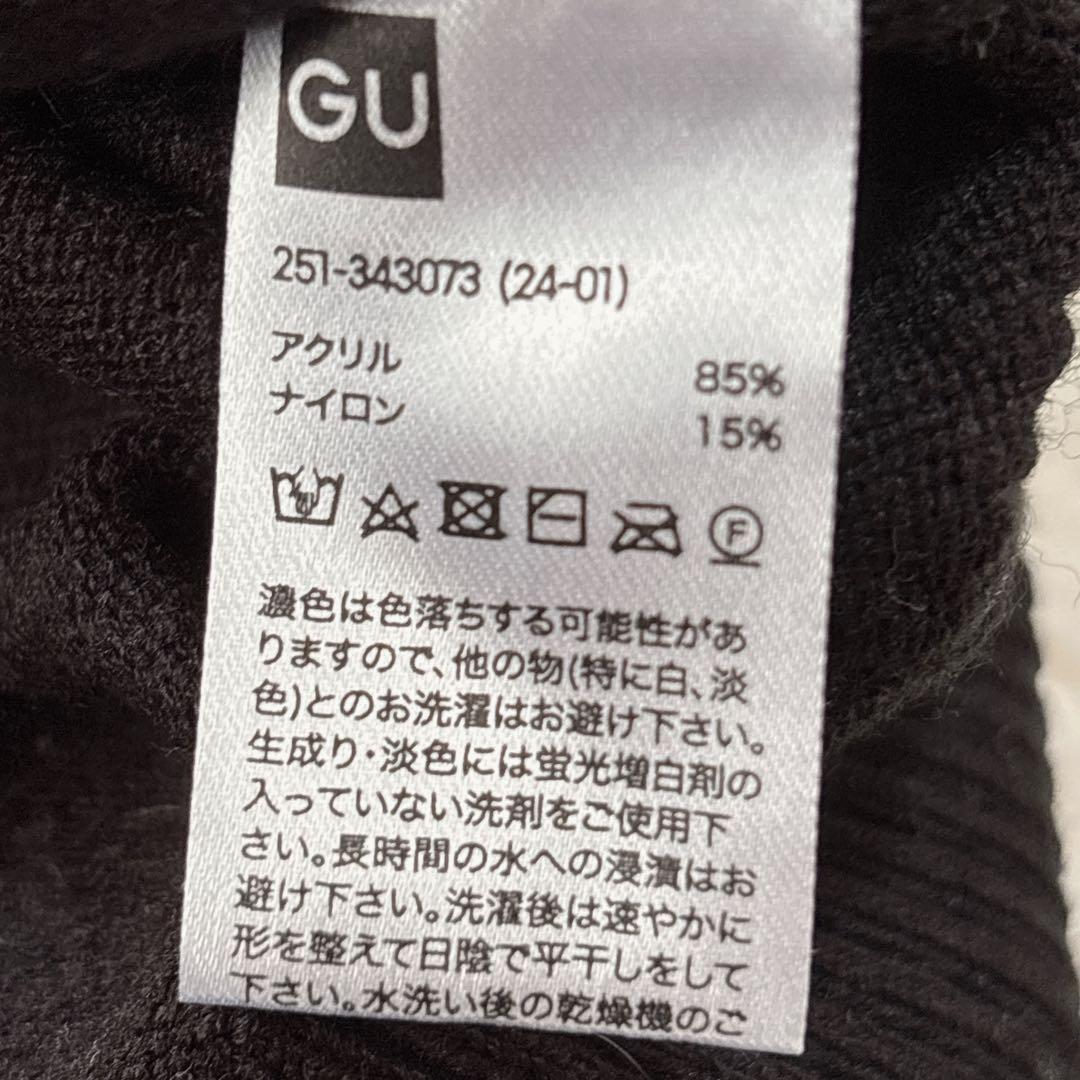 GU
251-343073 (24-01)
アクリル 85%
ナイロン 15%
F
濃色は色落ちする可能性があ
りますので、他の物(特に白、淡
色)とのお洗濯はお避け下さい。
生成り・淡色には蛍光増白剤の
入っていない洗剤をご使用下
さい。長時間の水への浸漬はお
避け下さい。洗濯後は速やかに
形を整えて日陰で平干しをして
下さい。水洗い後の乾燥機のご